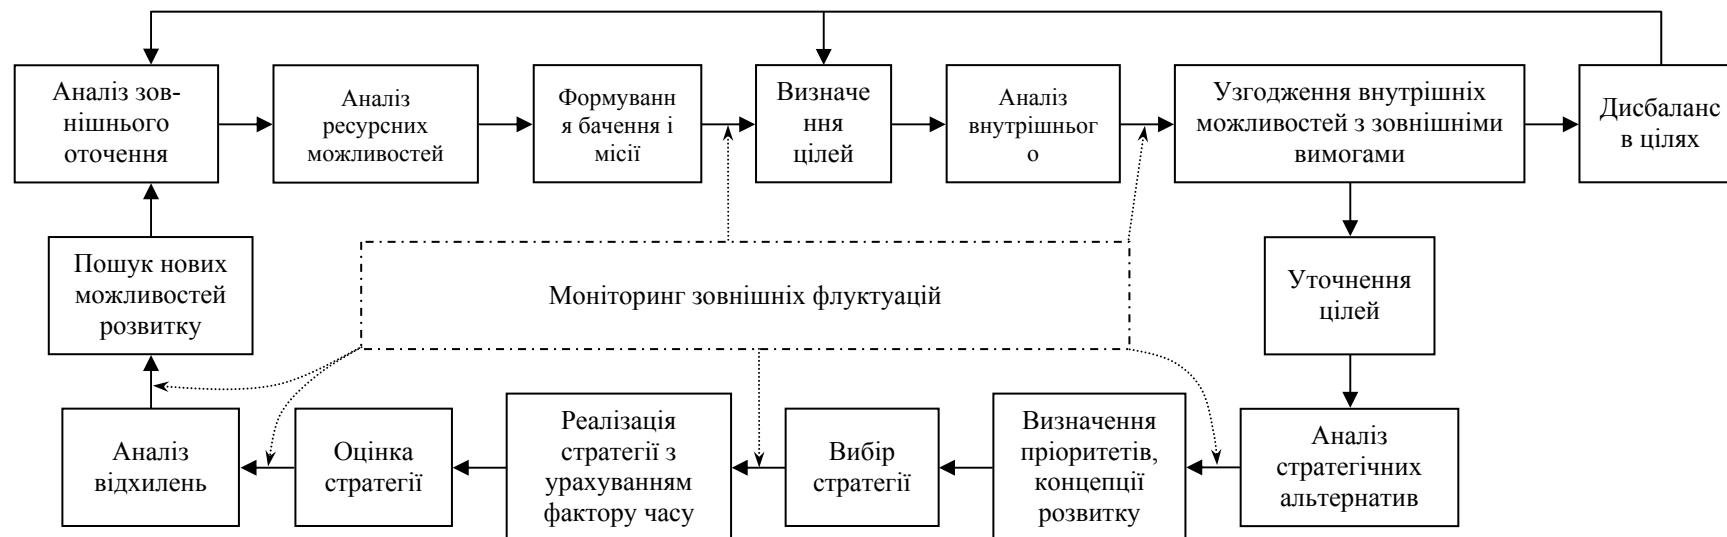 Аналіз зов-
нішнього
оточення
Аналіз
ресурсних
можливостей
Формуванн
я бачення і
місії
Визначе
ння
цілей
Аналіз
внутрішньог
о
Узгодження внутрішніх
можливостей з зовнішніми
вимогами
Дисбаланс
в цілях
Пошук нових
можливостей
розвитку
Моніторинг зовнішніх флуктуацій
Уточнення
цілей
Аналіз
відхилень
Оцінка
стратегії
Реалізація
стратегії з
урахуванням
фактору часу
Вибір
стратегії
Визначення
пріоритетів,
концепції
розвитку
Аналіз
стратегічних
альтернатив